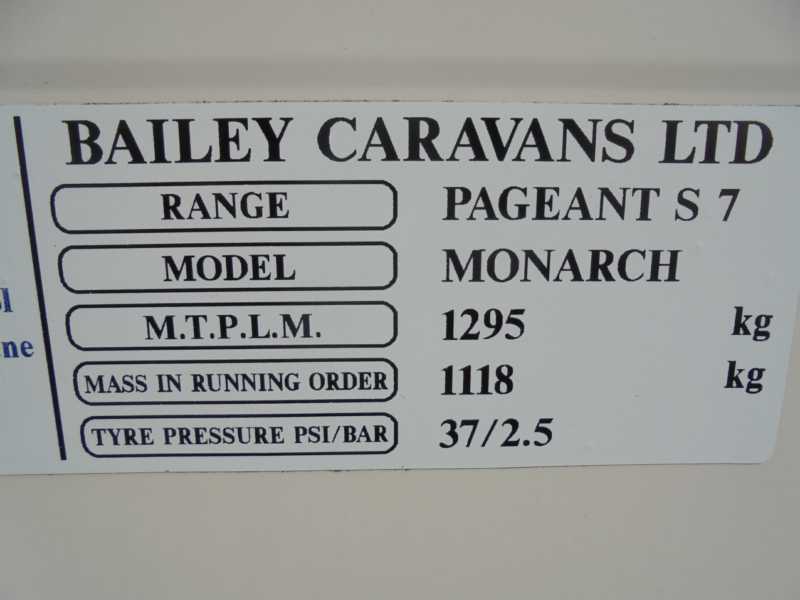 BAILEY CARAVANS LTD
RANGE PAGEANT S 7
MODEL MONARCH
M.T.P.L.M. 1295 kg
MASS IN RUNNING ORDER 1118 kg
TYRE PRESSURE PSI/BAR 37/2.5